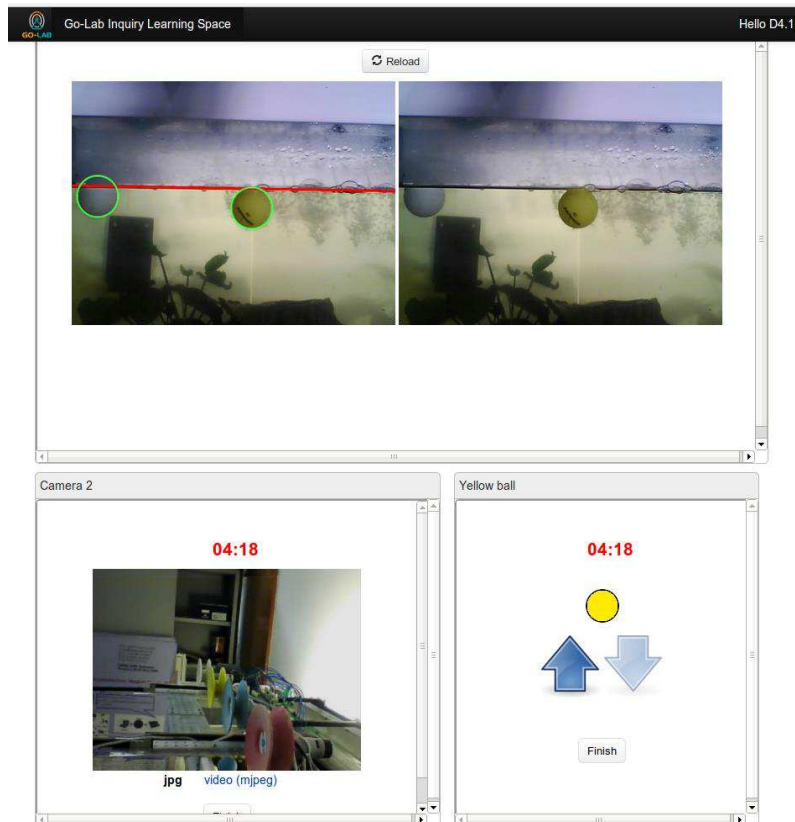 GO-LAB Go-Lab Inquiry Learning Space Hello D4.1
Reload
Camera 2
04:18
jpg video (mjpeg)
Yellow ball
04:18
Finish